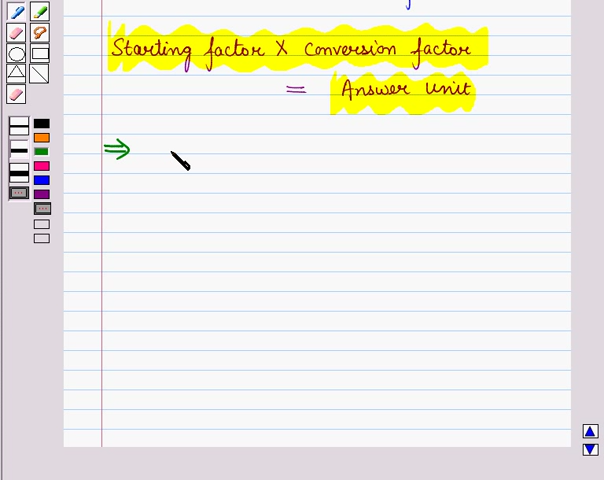 Starting factor X Conversion factor
= Answer unit
⇒